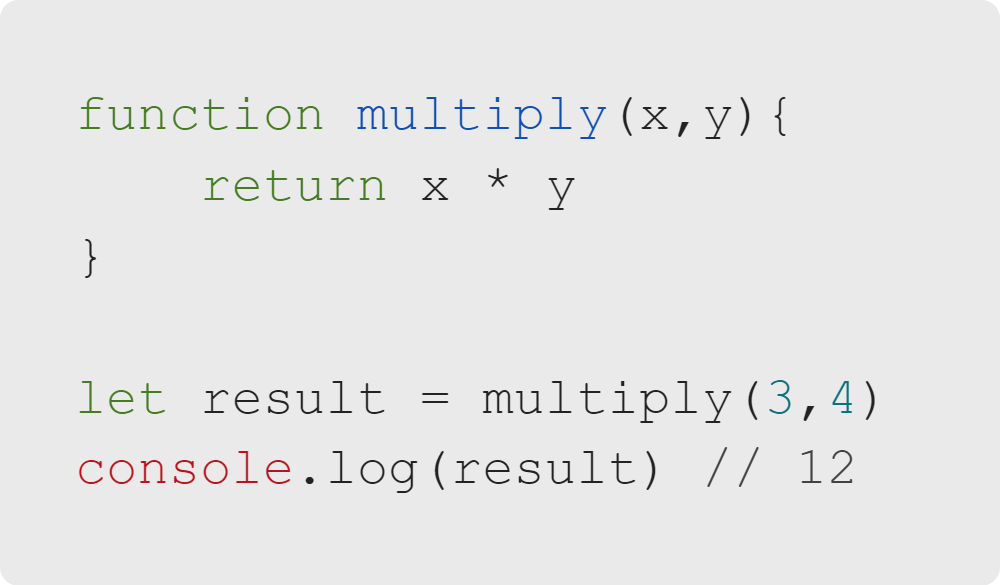 function multiply(x,y){
    return x * y
}
let result = multiply(3,4)
console.log(result) // 12